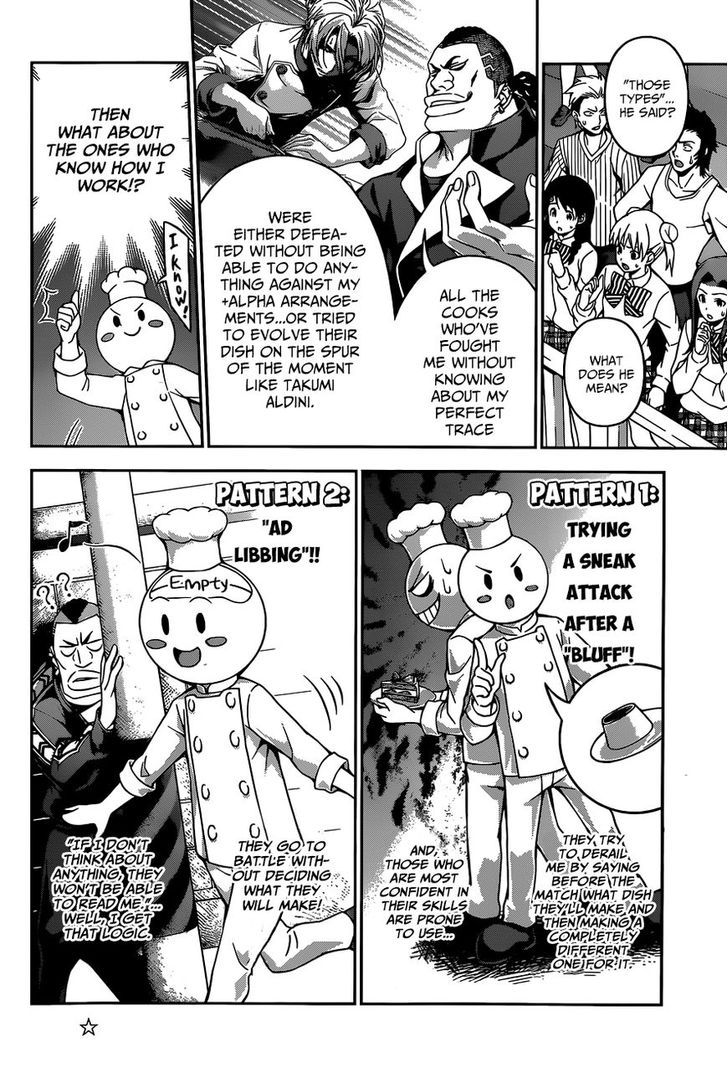 "THOSE
TYPES"...
HE SAID?
WHAT
DOES HE
MEAN?
ALL THE
COOKS
WHO'VE
FOUGHT
ME WITHOUT
KNOWING
ABOUT MY
PERFECT
TRACE
WERE
EITHER DEFEA-
TED WITHOUT BEING
ABLE TO DO ANY-
THING AGAINST MY
+ALPHA ARRANGE-
MENTS...OR TRIED
TO EVOLVE THEIR
DISH ON THE SPUR
OF THE MOMENT
LIKE TAKUMI
ALDINI.
THEN
WHAT ABOUT
THE ONES WHO
KNOW HOW I
WORK!?
I KNOW!
PATTERN 1:
TRYING
A SNEAK
ATTACK
AFTER A
"BLUFF"!
THEY TRY
TO DERAIL
ME BY SAYING
BEFORE THE
MATCH WHAT DISH
THEY'LL MAKE AND
THEN MAKING A
COMPLETELY
DIFFERENT
ONE FOR IT.
AND,
THOSE WHO
ARE MOST
CONFIDENT IN
THEIR SKILLS
ARE PRONE
TO USE...
PATTERN 2:
"AD
LIBBING"!!
Empty
??
THEY GO TO
BATTLE WITH-
OUT DECIDING
WHAT THEY
WILL MAKE!
"IF I DON'T
THINK ABOUT
ANYTHING, THEY
WON'T BE ABLE
TO READ ME."...
WELL, I GET
THAT LOGIC.